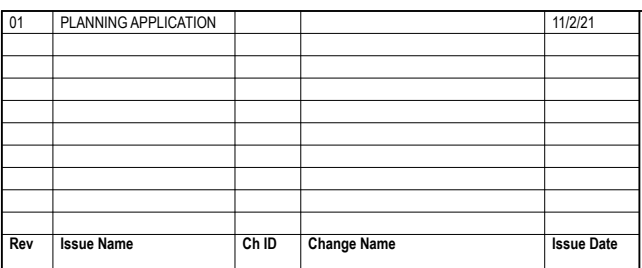 01 PLANNING APPLICATION 11/2/21
Rev Issue Name Ch ID Change Name Issue Date